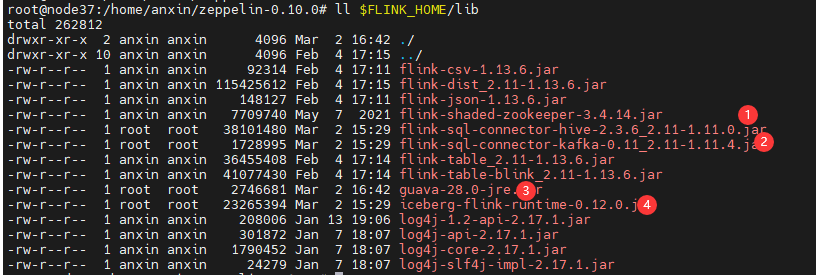 root@node37:/home/anxin/zeppelin-0.10.0# ll $FLINK_HOME/lib
total 262812
drwxr-xr-x 2 anxin anxin 4096 Mar 2 16:42 ./
drwxr-xr-x 10 anxin anxin 4096 Feb 4 17:15 ../
-rw-r--r-- 1 anxin anxin 92314 Feb 4 17:11 flink-csv-1.13.6.jar
-rw-r--r-- 1 anxin anxin 115425612 Feb 4 17:15 flink-dist_2.11-1.13.6.jar
-rw-r--r-- 1 anxin anxin 148127 Feb 4 17:11 flink-json-1.13.6.jar
-rw-r--r-- 1 anxin anxin 7709740 May 7 2021 flink-shaded-zookeeper-3.4.14.jar 1
-rw-r--r-- 1 root root 38101480 Mar 2 15:29 flink-sql-connector-hive-2.3.6_2.11-1.11.0.jar
-rw-r--r-- 1 root root 1728995 Mar 2 15:29 flink-sql-connector-kafka-0.11_2.11-1.11.4.ja 2
-rw-r--r-- 1 anxin anxin 36455408 Feb 4 17:14 flink-table_2.11-1.13.6.jar
-rw-r--r-- 1 anxin anxin 41077430 Feb 4 17:14 flink-table-blink_2.11-1.13.6.jar
-rw-r--r-- 1 root root 2746681 Mar 2 16:42 guava-28.0-jre. 3
-rw-r--r-- 1 root root 23265394 Mar 2 15:29 iceberg-flink-runtime-0.12.0.j 4
-rw-r--r-- 1 anxin anxin 208006 Jan 13 19:06 log4j-1.2-api-2.17.1.jar
-rw-r--r-- 1 anxin anxin 301872 Jan 7 18:07 log4j-api-2.17.1.jar
-rw-r--r-- 1 anxin anxin 1790452 Jan 7 18:07 log4j-core-2.17.1.jar
-rw-r--r-- 1 anxin anxin 24279 Jan 7 18:07 log4j-slf4j-impl-2.17.1.jar